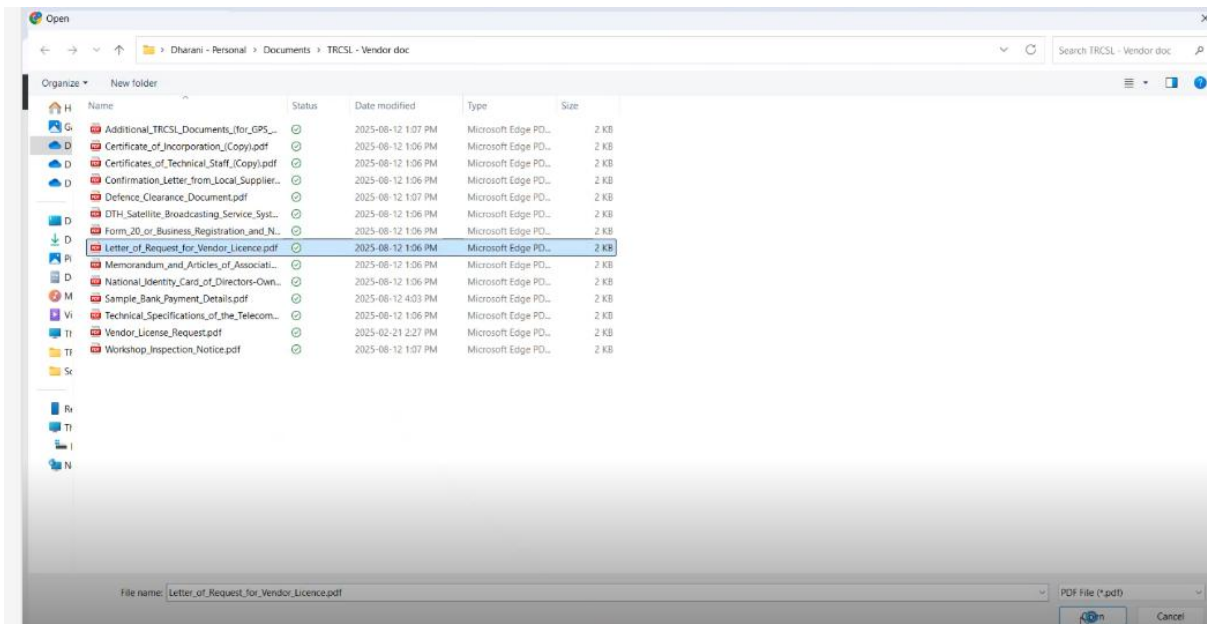 Open
Dharani - Personal > Documents > TRCSL - Vendor doc
Search TRCSL - Vendor doc
Organize New folder
Name Status Date modified Type Size
Additional_TRCSL_Documents_(for_GPS_... 2025-08-12 1:07 PM Microsoft Edge PD... 2 KB
Certificate_of_Incorporation_(Copy).pdf 2025-08-12 1:06 PM Microsoft Edge PD... 2 KB
Certificates_of_Technical_Staff_(Copy).pdf 2025-08-12 1:06 PM Microsoft Edge PD... 2 KB
Confirmation_Letter_from_Local_Supplier... 2025-08-12 1:06 PM Microsoft Edge PD... 2 KB
Defence_Clearance_Document.pdf 2025-08-12 1:07 PM Microsoft Edge PD... 2 KB
DTH_Satellite_Broadcasting_Service_Syst... 2025-08-12 1:06 PM Microsoft Edge PD... 2 KB
Form_20_or_Business_Registration_and_N... 2025-08-12 1:06 PM Microsoft Edge PD... 2 KB
Letter_of_Request_for_Vendor_Licence.pdf 2025-08-12 1:06 PM Microsoft Edge PD... 2 KB
Memorandum_and_Articles_of_Associati... 2025-08-12 1:06 PM Microsoft Edge PD... 2 KB
National_Identity_Card_of_Directors-Own... 2025-08-12 1:06 PM Microsoft Edge PD... 2 KB
Sample_Bank_Payment_Details.pdf 2025-08-12 4:03 PM Microsoft Edge PD... 2 KB
Technical_Specifications_of_the_Telecom... 2025-08-12 1:06 PM Microsoft Edge PD... 2 KB
Vendor_License_Request.pdf 2025-02-21 2:27 PM Microsoft Edge PD... 2 KB
Workshop_Inspection_Notice.pdf 2025-08-12 1:07 PM Microsoft Edge PD... 2 KB
File name: Letter_of_Request_for_Vendor_Licence.pdf PDF File (*.pdf)
Open Cancel